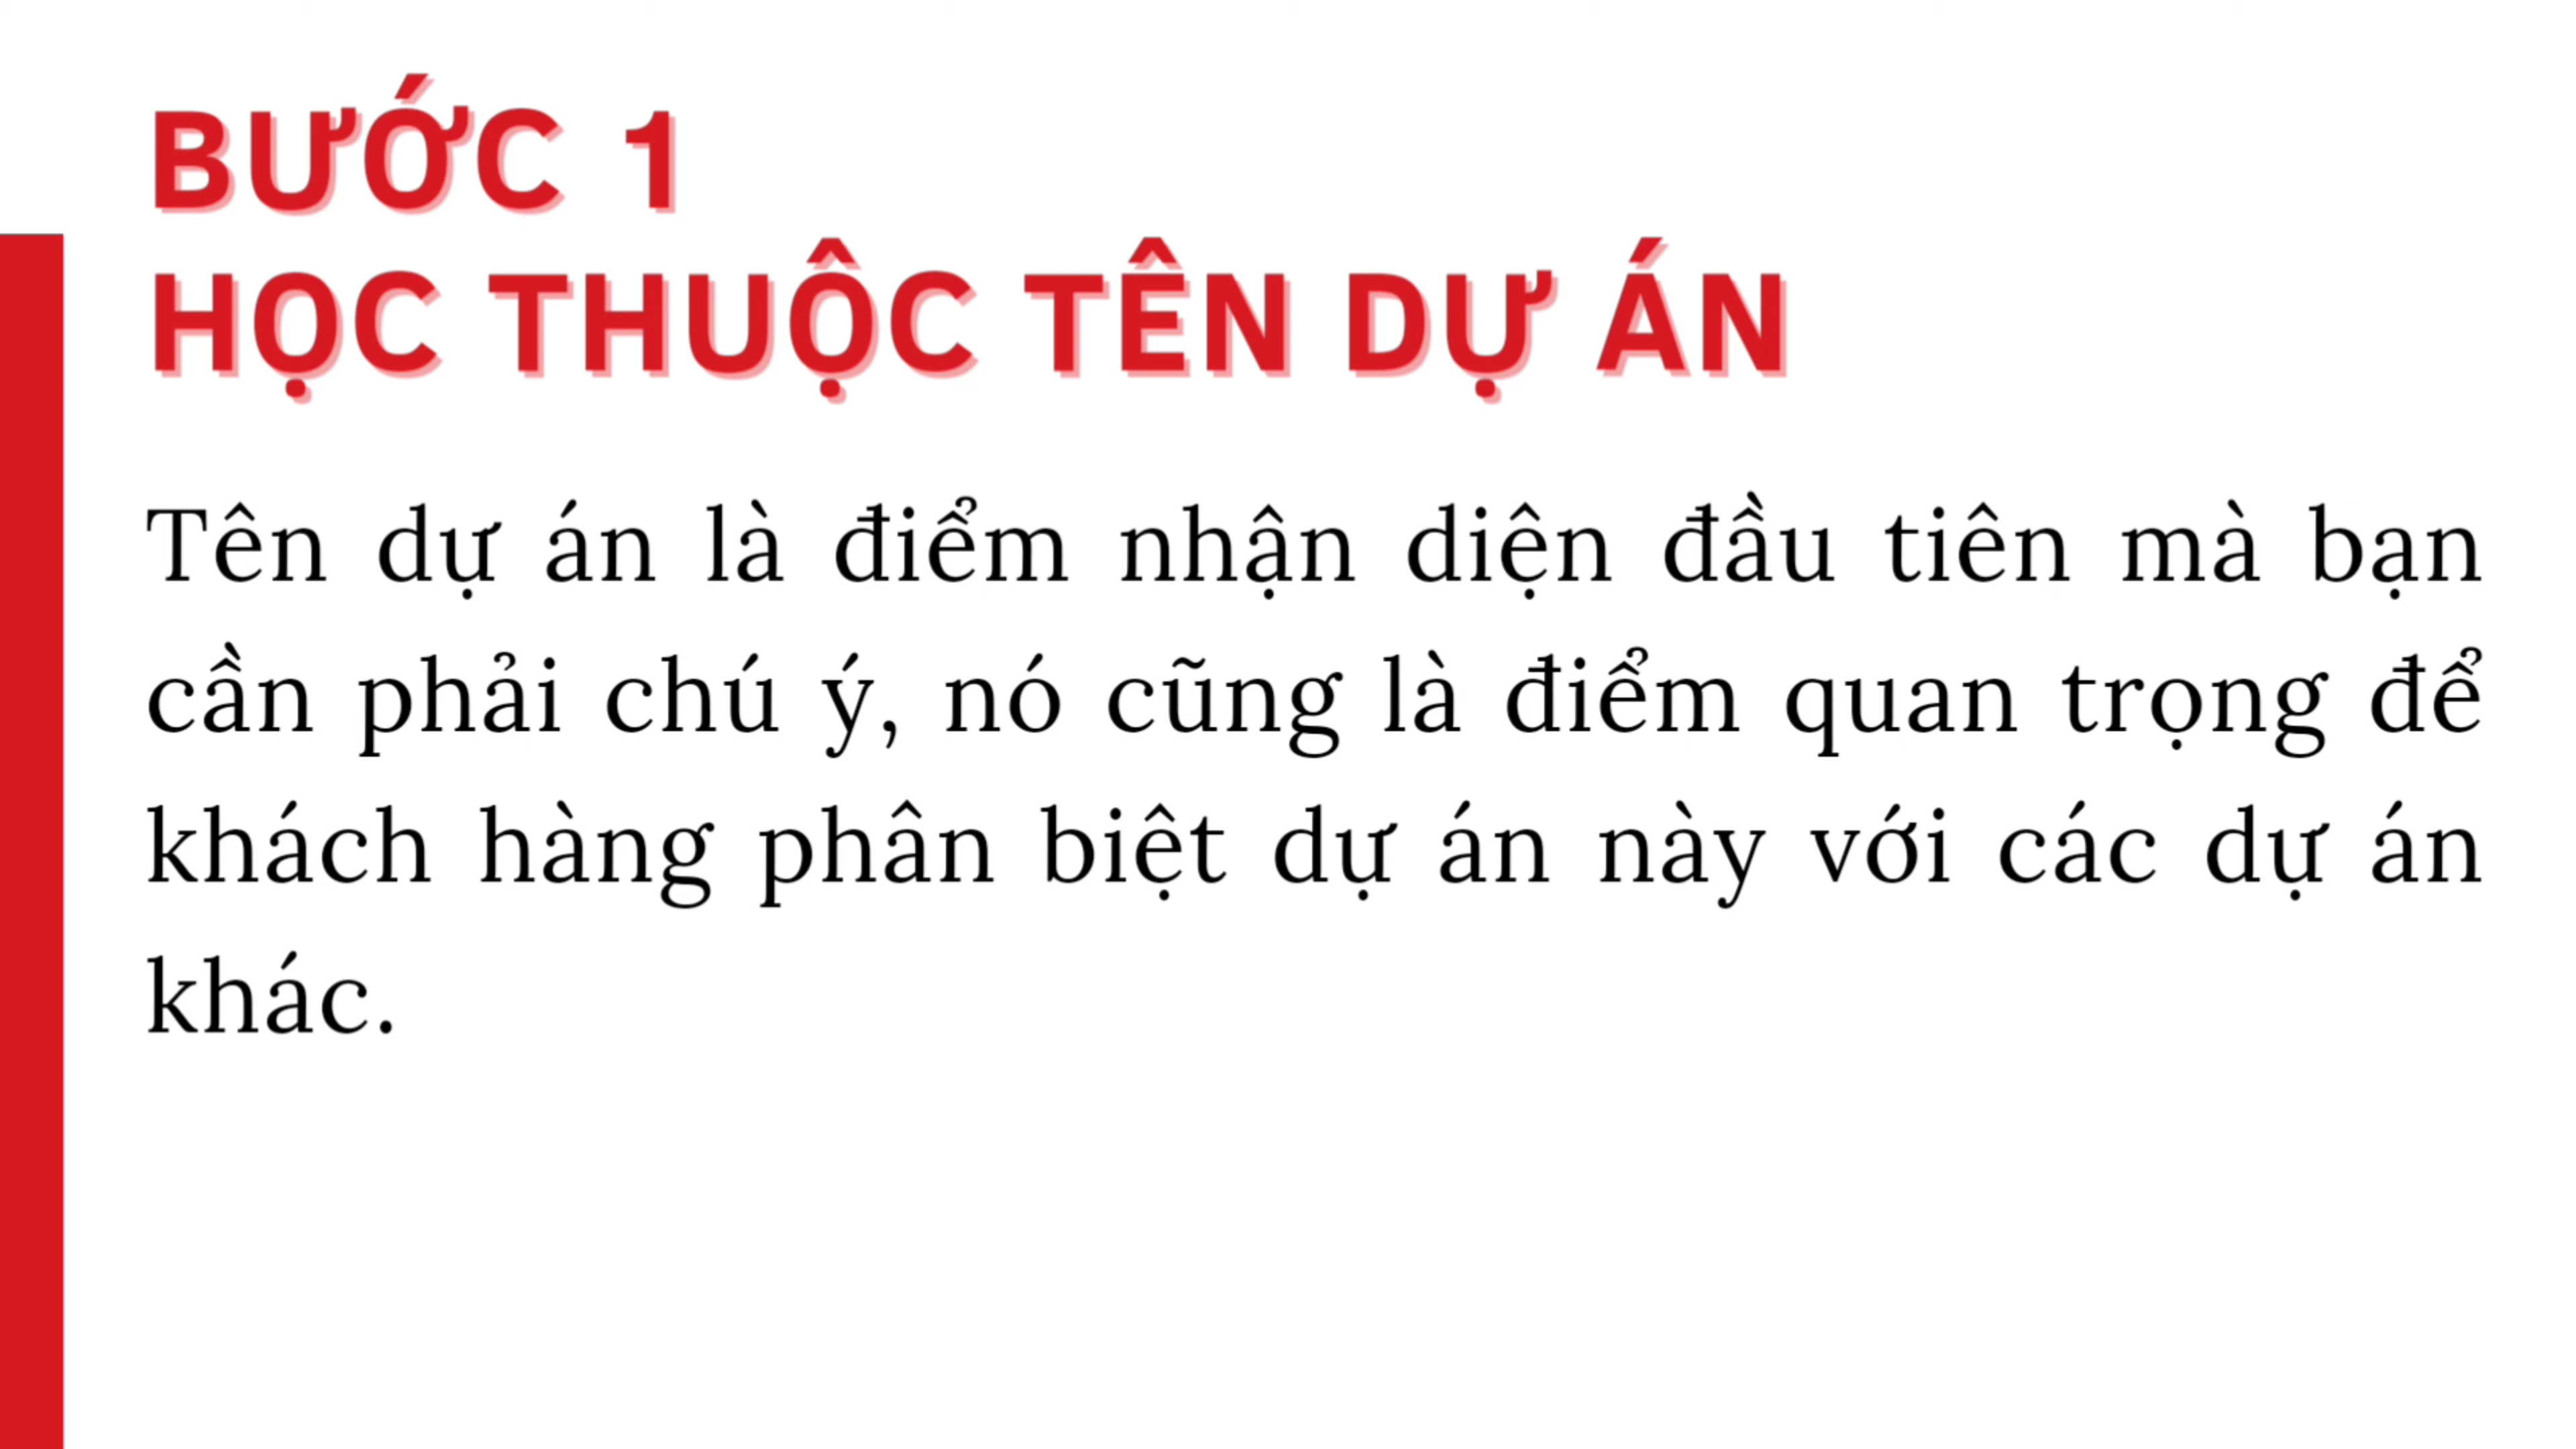 BƯỚC 1
HỌC THUỘC TÊN DỰ ÁN
Tên dự án là điểm nhận diện đầu tiên mà bạn
cần phải chú ý, nó cũng là điểm quan trọng để
khách hàng phân biệt dự án này với các dự án
khác.